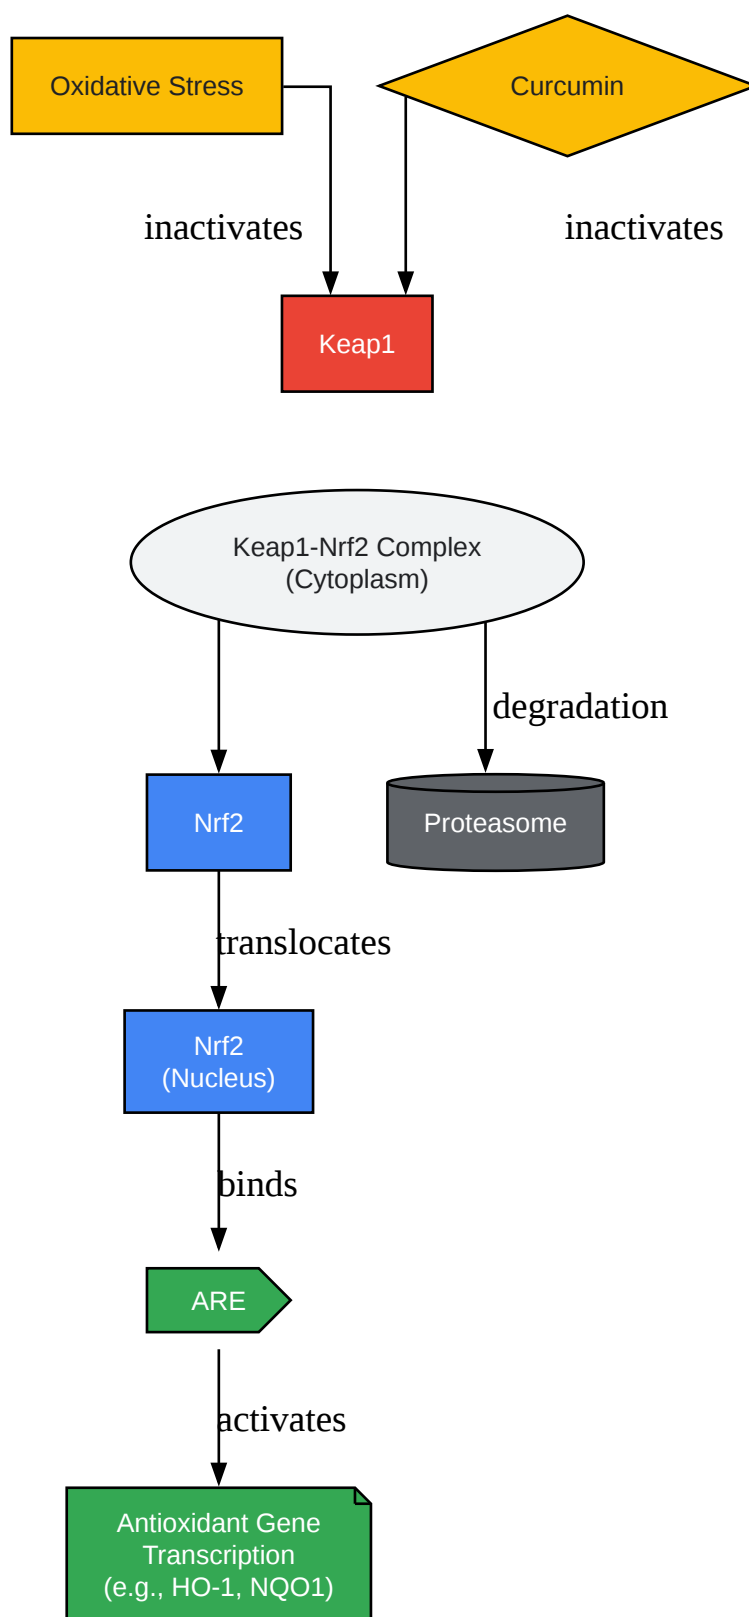 Oxidative Stress
Curcumin
inactivates
inactivates
Keap1
Keap1-Nrf2 Complex
(Cytoplasm)
degradation
Nrf2
Proteasome
translocates
Nrf2
(Nucleus)
binds
ARE
activates
Antioxidant Gene
Transcription
(e.g., HO-1, NQO1)